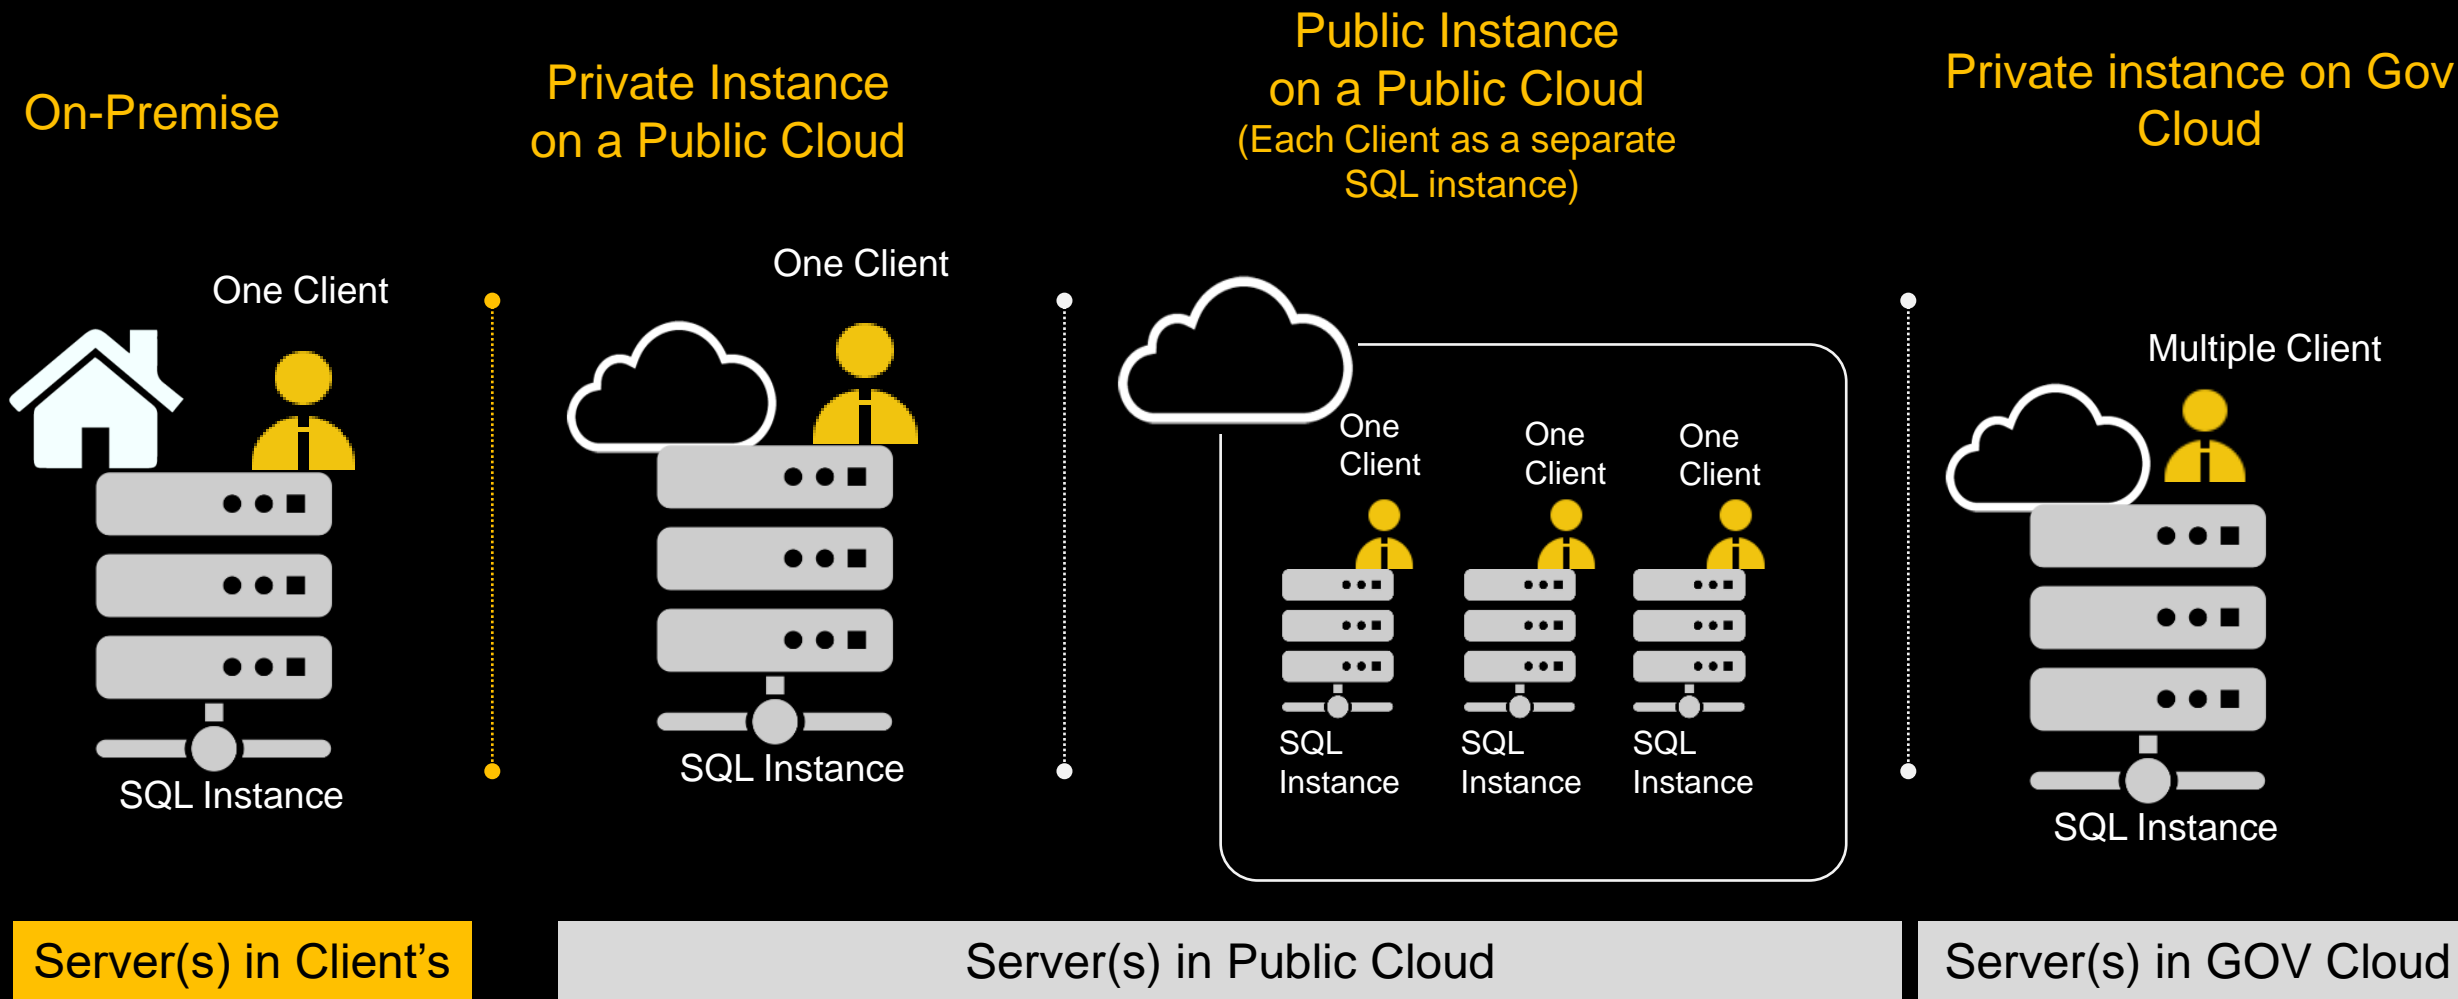 On-Premise
Private Instance
on a Public Cloud
Public Instance
on a Public Cloud
(Each Client as a separate
SQL instance)
Private instance on Gov
Cloud
One Client
SQL Instance
One Client
SQL Instance
One
Client
One
Client
One
Client
SQL
Instance
SQL
Instance
SQL
Instance
Multiple Client
SQL Instance
Server(s) in Client’s
Server(s) in Public Cloud
Server(s) in GOV Cloud